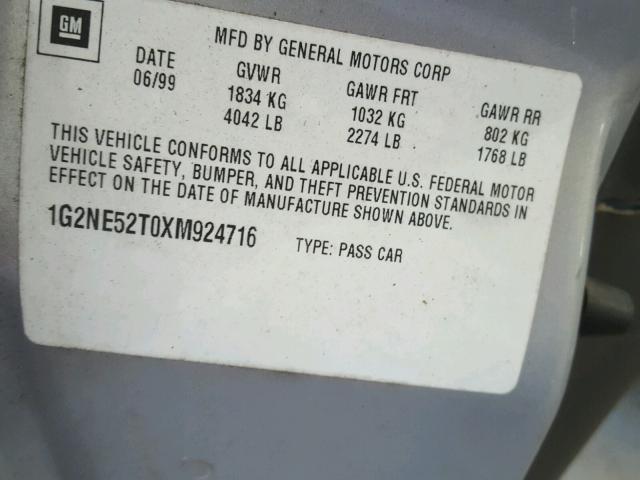 GM
MFD BY GENERAL MOTORS CORP
DATE GVWR GAWR FRT GAWR RR
06/99 1834 KG 1032 KG 802 KG
4042 LB 2274 LB 1768 LB
THIS VEHICLE CONFORMS TO ALL APPLICABLE U.S. FEDERAL MOTOR
VEHICLE SAFETY, BUMPER, AND THEFT PREVENTION STANDARDS IN
EFFECT ON THE DATE OF MANUFACTURE SHOWN ABOVE.
1G2NE52T0XM924716 TYPE: PASS CAR